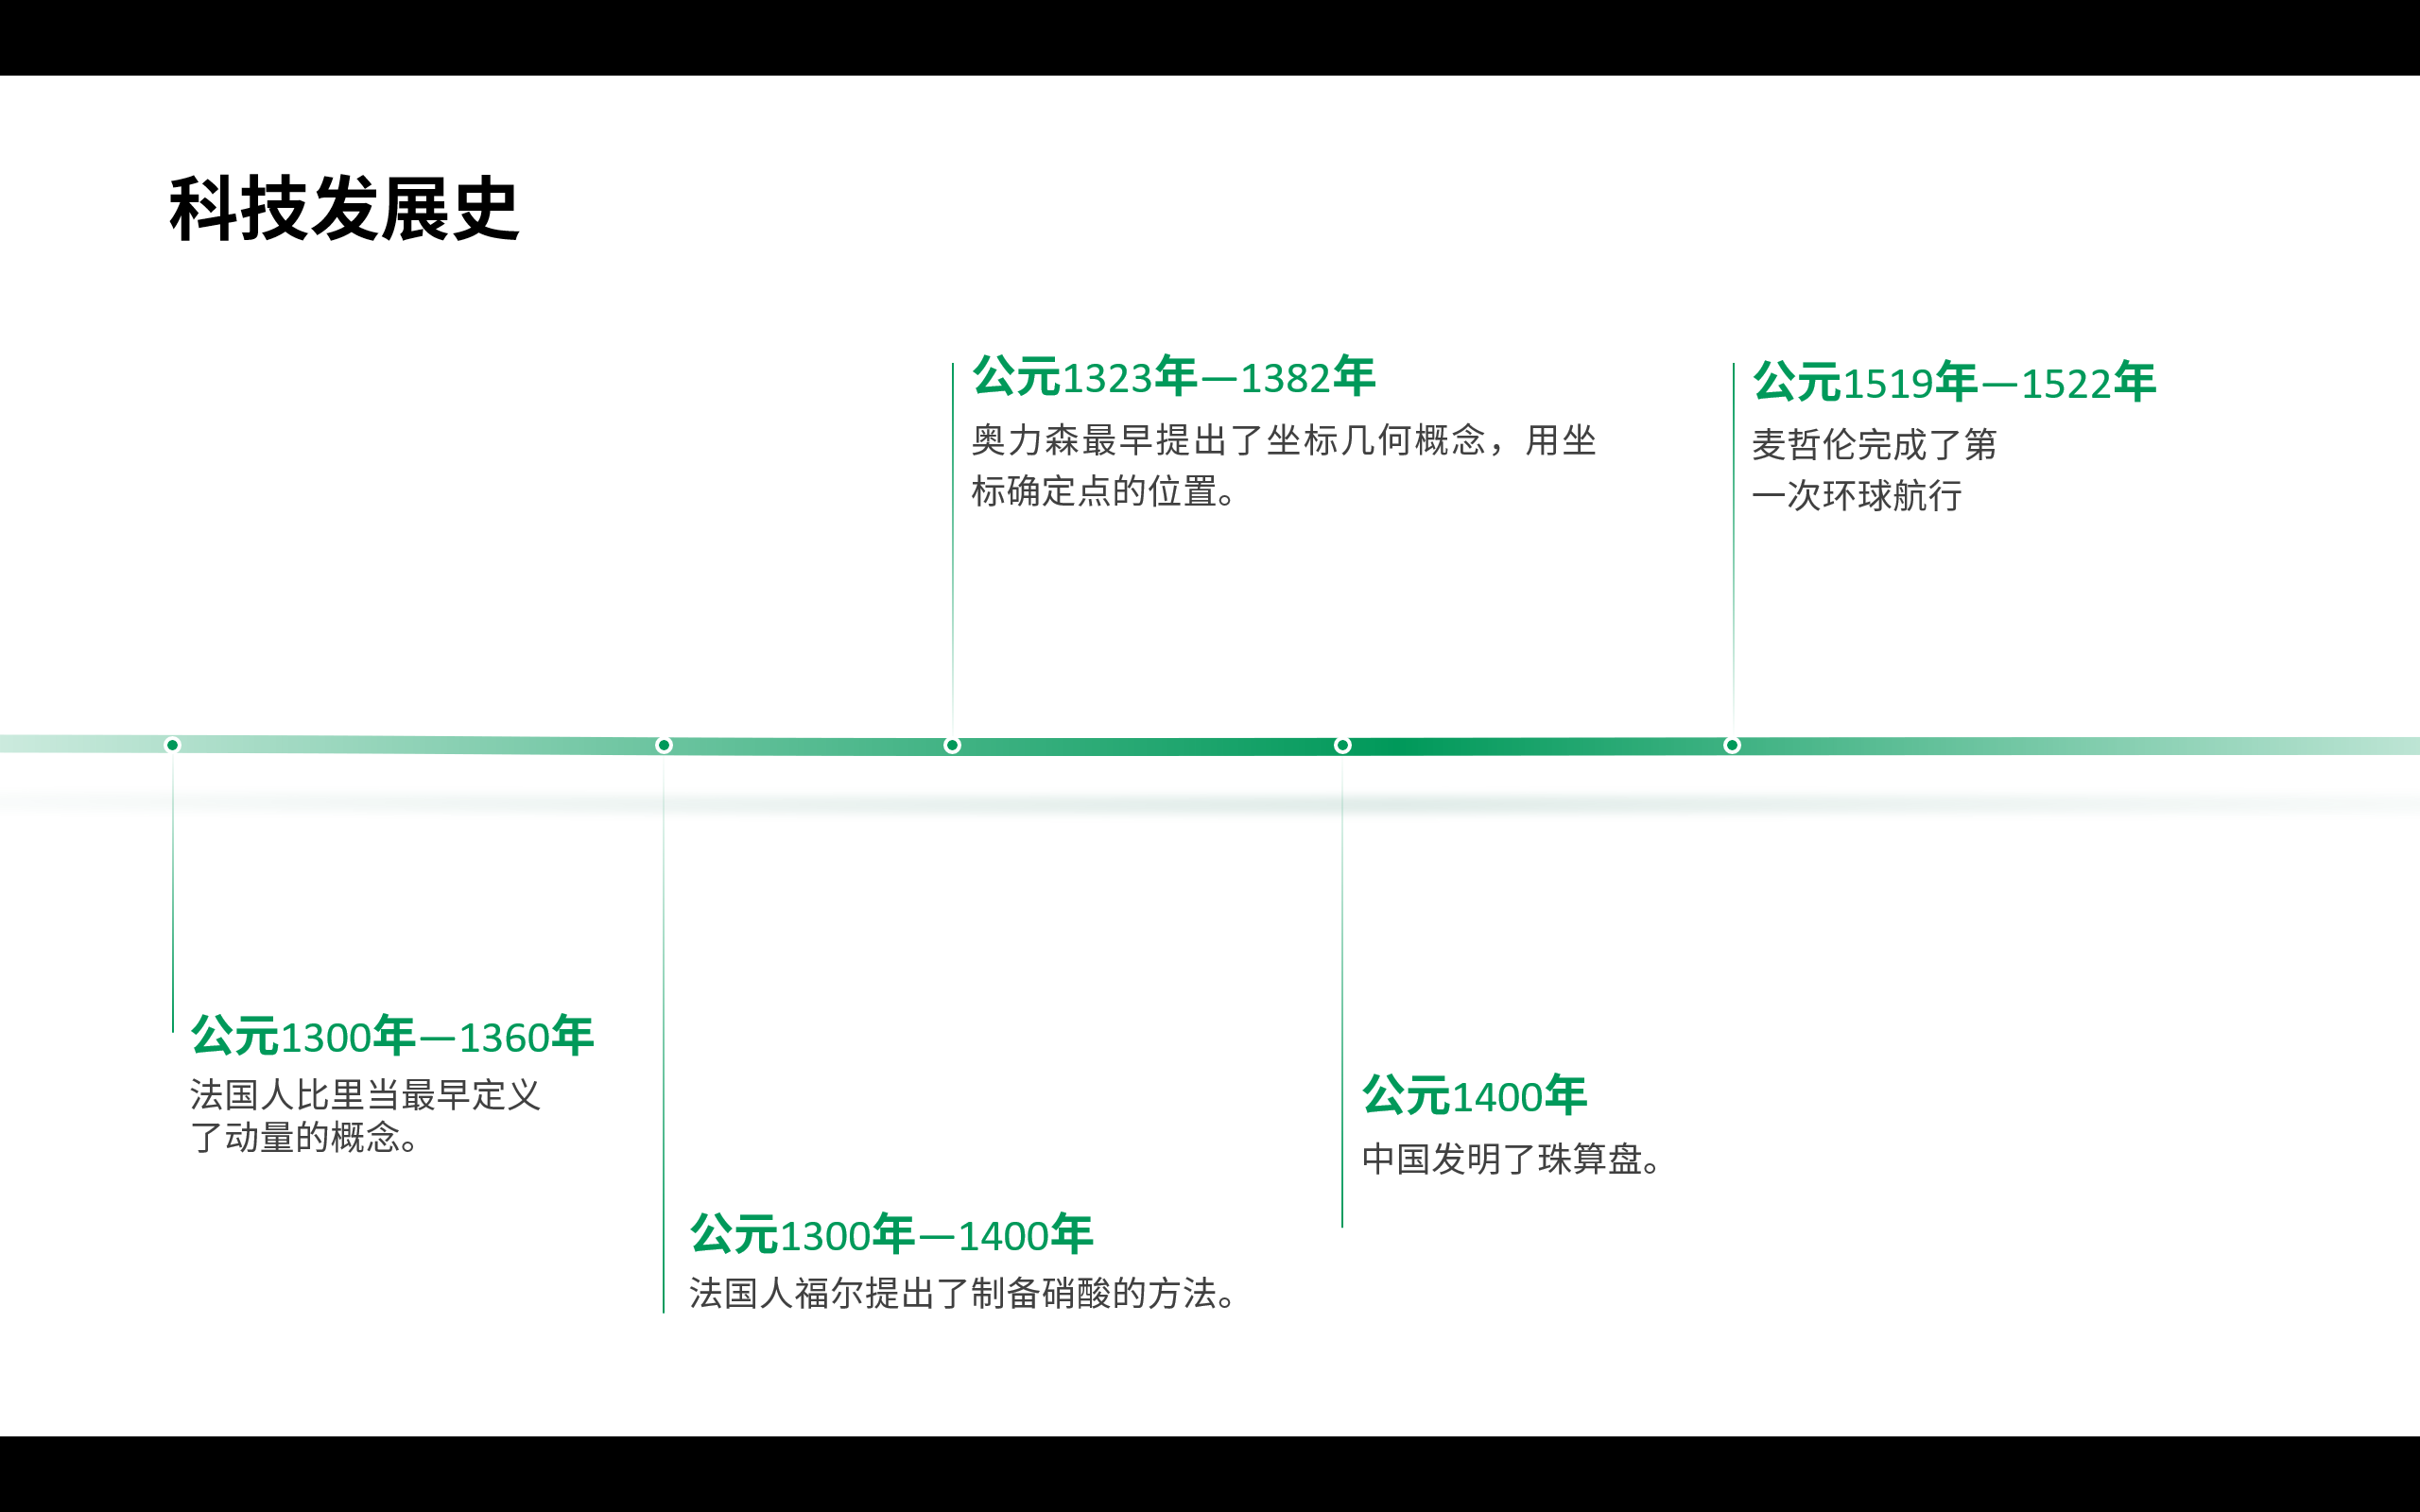 科技发展史
公元1323年—1382年
奥力森最早提出了坐标几何概念，用坐
标确定点的位置。
公元1519年—1522年
麦哲伦完成了第
一次环球航行
公元1300年—1360年
法国人比里当最早定义
了动量的概念。
公元1300年—1400年
法国人福尔提出了制备硝酸的方法。
公元1400年
中国发明了珠算盘。